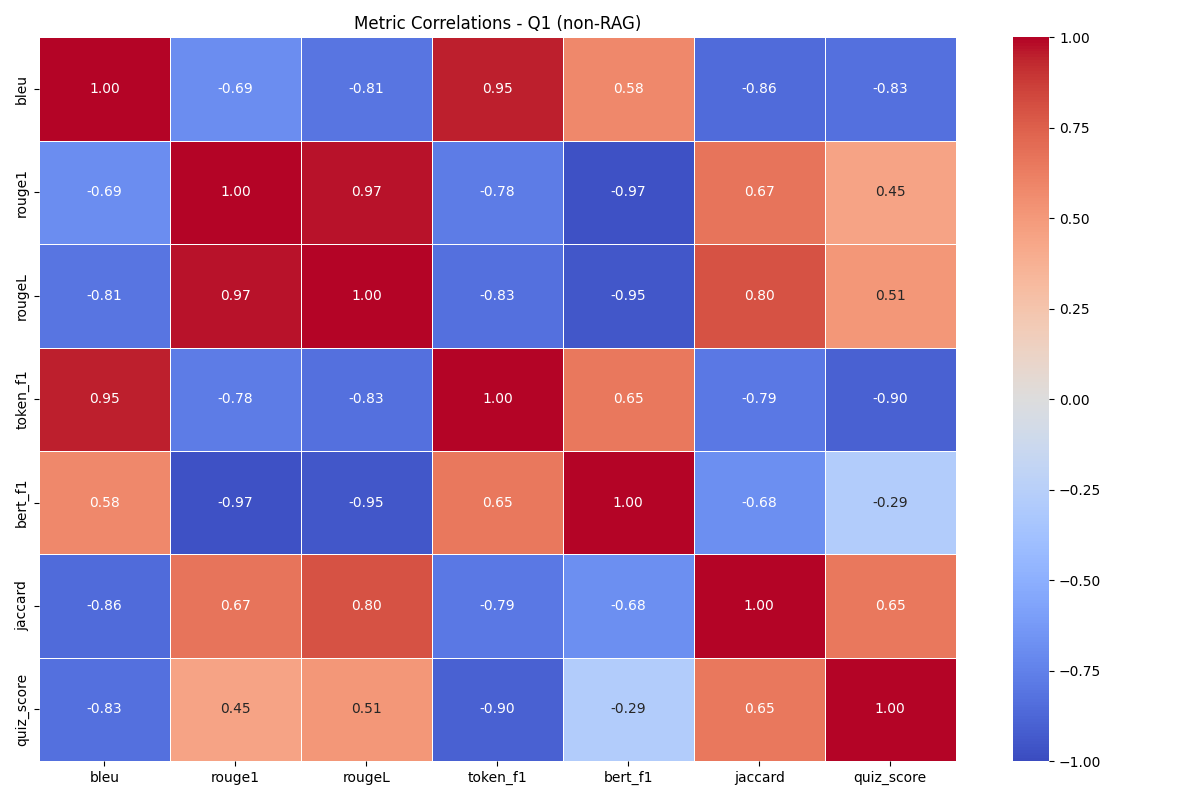 Metric Correlations - Q1 (non-RAG)
bleu 1.00 -0.69 -0.81 0.95 0.58 -0.86 -0.83
rouge1 -0.69 1.00 0.97 -0.78 -0.97 0.67 0.45
rougeL -0.81 0.97 1.00 -0.83 -0.95 0.80 0.51
token_f1 0.95 -0.78 -0.83 1.00 0.65 -0.79 -0.90
bert_f1 0.58 -0.97 -0.95 0.65 1.00 -0.68 -0.29
jaccard -0.86 0.67 0.80 -0.79 -0.68 1.00 0.65
quiz_score -0.83 0.45 0.51 -0.90 -0.29 0.65 1.00
bleu rouge1 rougeL token_f1 bert_f1 jaccard quiz_score
1.00
0.75
0.50
0.25
0.00
−0.25
−0.50
−0.75
−1.00